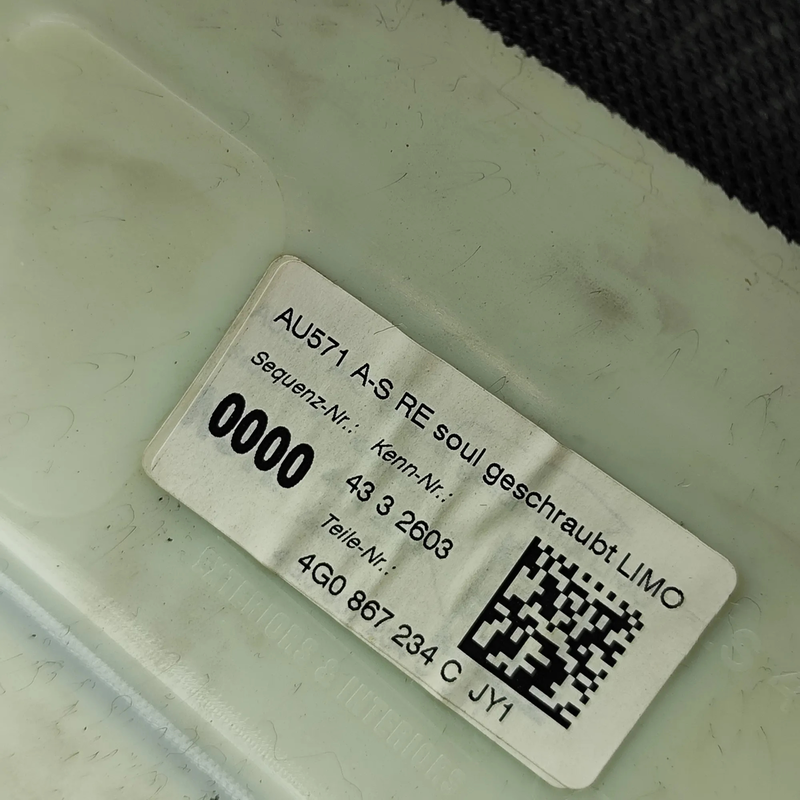 AU571 A-S RE soul geschraubt LIMO
Sequenz-Nr.: Kenn-Nr.:
0000 43 3 2603
Teile-Nr.:
4G0 867 234 C JY1
INTERIORS